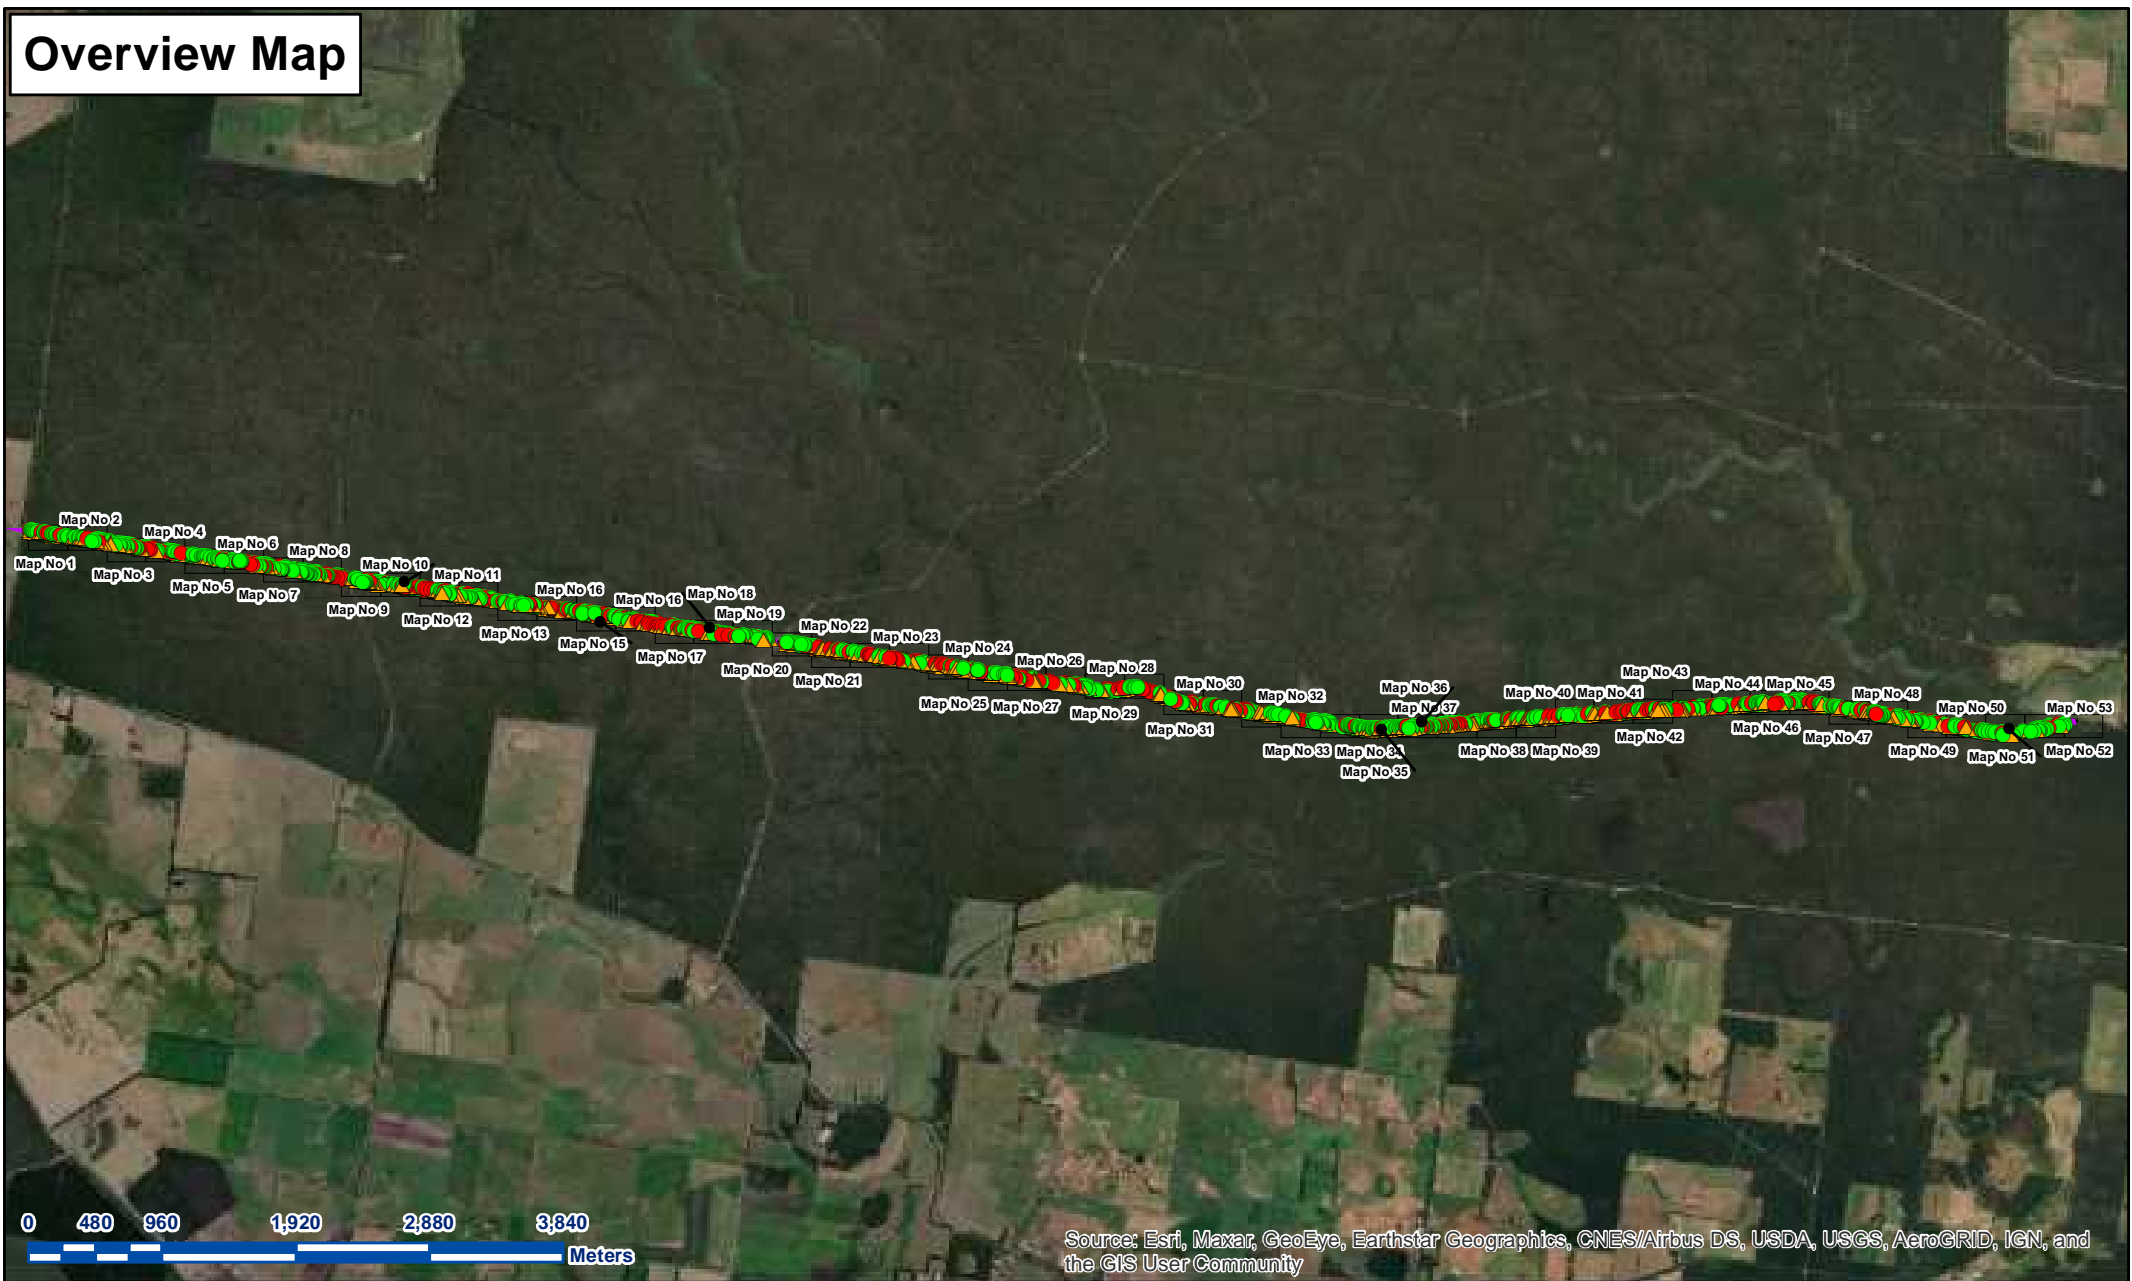 Overview Map
Map No 2
Map No 1
Map No 4
Map No 3
Map No 6
Map No 5
Map No 8
Map No 7
Map No 10
Map No 9
Map No 11
Map No 12
Map No 16
Map No 13
Map No 16
Map No 15
Map No 18
Map No 17
Map No 19
Map No 20
Map No 22
Map No 21
Map No 23
Map No 24
Map No 25
Map No 26
Map No 27
Map No 28
Map No 29
Map No 30
Map No 31
Map No 32
Map No 33
Map No 34
Map No 35
Map No 36
Map No 37
Map No 38
Map No 40
Map No 39
Map No 41
Map No 43
Map No 42
Map No 44
Map No 45
Map No 46
Map No 47
Map No 48
Map No 49
Map No 50
Map No 51
Map No 53
Map No 52
0 480 960 1,920 2,880 3,840
Meters
Source: Esri, Maxar, GeoEye, Earthstar Geographics, CNES/Airbus DS, USDA, USGS, AeroGRID, IGN, and
the GIS User Community